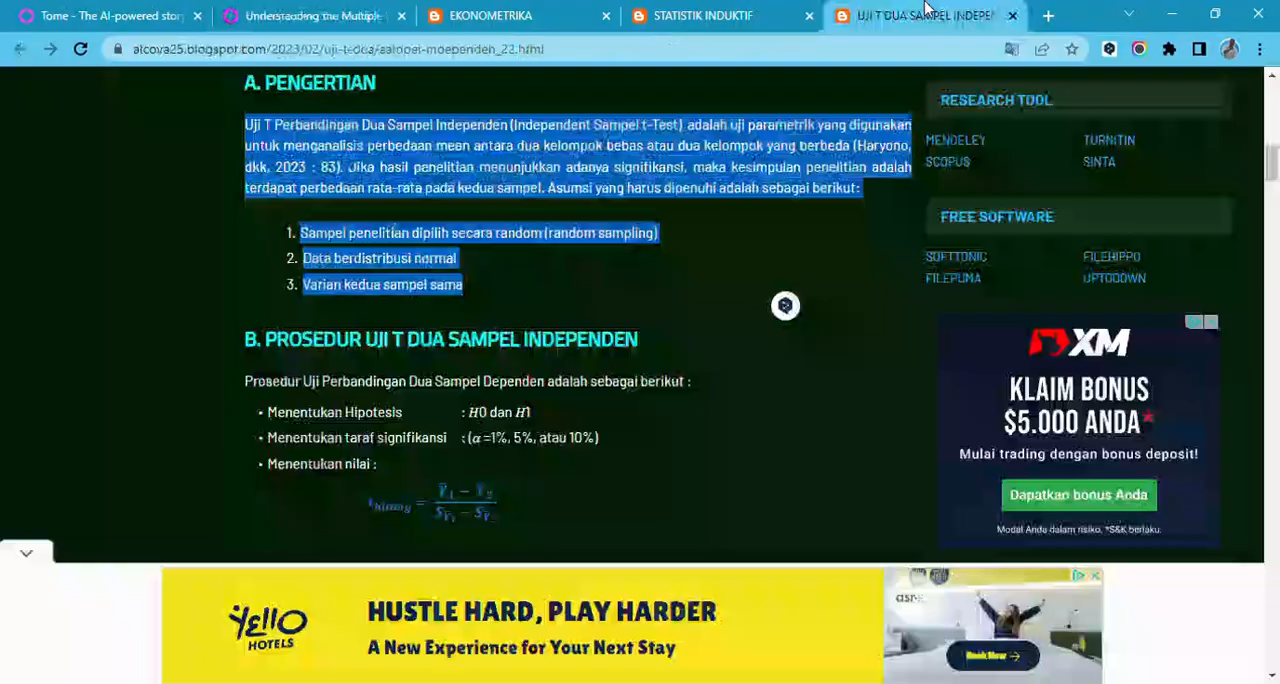 Tome - The AI-powered stor
Understanding the Multiple
EKONOMETRIKA
STATISTIK INDUKTIF
UJI T DUA SAMPEL INDEPEN
alcova25.blogspot.com/2023/02/uji-t-dua-sampel-independen_22.html
A. PENGERTIAN
Uji T Perbandingan Dua Sampel Independen (Independent Sampel t-Test) adalah uji parametrik yang digunakan
untuk menganalisis perbedaan mean antara dua kelompok bebas atau dua kelompok yang berbeda (Haryono,
dkk, 2023 : 83). Jika hasil penelitian menunjukkan adanya signifikansi, maka kesimpulan penelitian adalah
terdapat perbedaan rata-rata pada kedua sampel. Asumsi yang harus dipenuhi adalah sebagai berikut:
1. Sampel penelitian dipilih secara random (random sampling)
2. Data berdistribusi normal
3. Varian kedua sampel sama
B. PROSEDUR UJI T DUA SAMPEL INDEPENDEN
Prosedur Uji Perbandingan Dua Sampel Dependen adalah sebagai berikut :
• Menentukan Hipotesis : H0 dan H1
• Menentukan taraf signifikansi : (α =1%, 5%, atau 10%)
• Menentukan nilai :
RESEARCH TOOL
MENDELEY TURNITIN
SCOPUS SINTA
FREE SOFTWARE
SOFTTONIC FILEHIPPO
FILEPUMA UPTODOWN
XM
KLAIM BONUS
$5.000 ANDA*
Mulai trading dengan bonus deposit!
Dapatkan bonus Anda
Modal Anda dalam risiko. *S&K berlaku.
Yello
HOTELS
HUSTLE HARD, PLAY HARDER
A New Experience for Your Next Stay
Book Now →